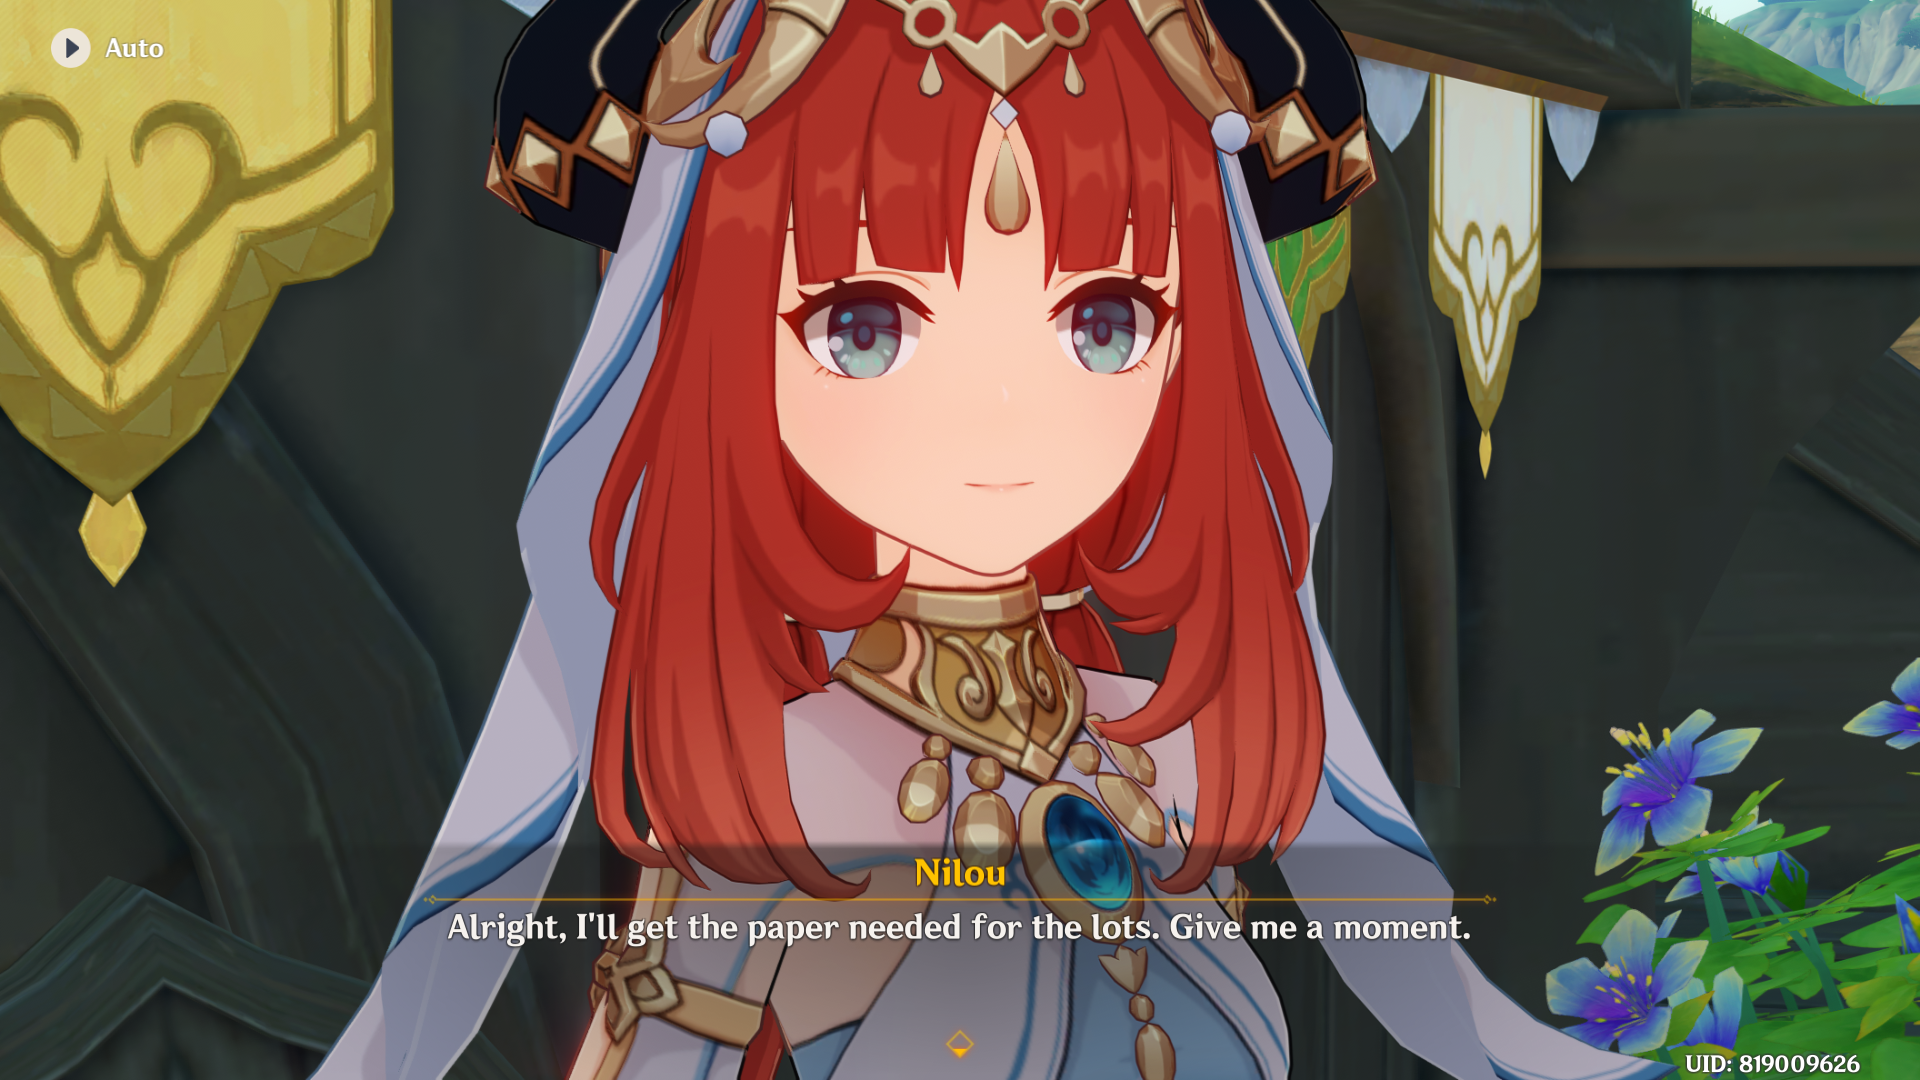 Auto
Nilou
Alright, I'll get the paper needed for the lots. Give me a moment.
UID: 819009626